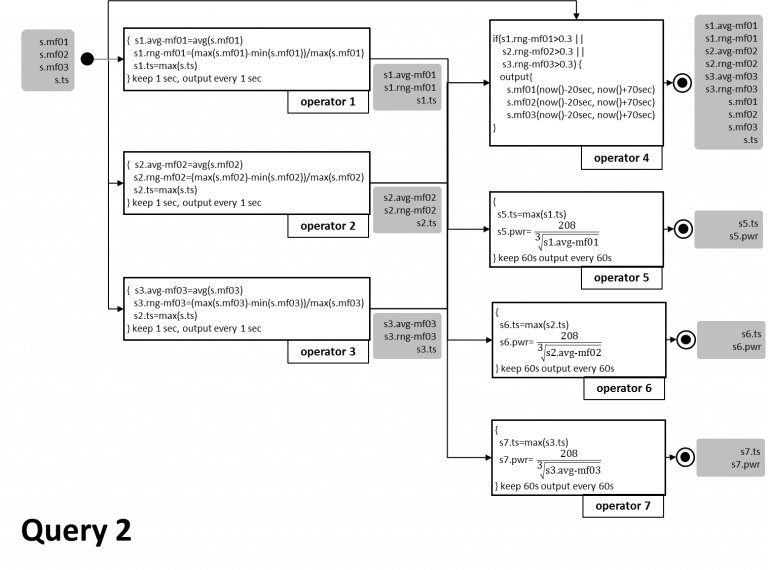 s.mf01
s.mf02
s.mf03
s.ts
{ s1.avg-mf01=avg(s.mf01)
s1.rng-mf01=(max(s.mf01)-min(s.mf01))/max(s.mf01)
s1.ts=max(s.ts)
} keep 1 sec, output every 1 sec
operator 1
s1.avg-mf01
s1.rng-mf01
s1.ts
{ s2.avg-mf02=avg(s.mf02)
s2.rng-mf02=(max(s.mf02)-min(s.mf02))/max(s.mf02)
s2.ts=max(s.ts)
} keep 1 sec, output every 1 sec
operator 2
s2.avg-mf02
s2.rng-mf02
s2.ts
{ s3.avg-mf03=avg(s.mf03)
s3.rng-mf03=(max(s.mf03)-min(s.mf03))/max(s.mf03)
s2.ts=max(s.ts)
} keep 1 sec, output every 1 sec
operator 3
s3.avg-mf03
s3.rng-mf03
s3.ts
if(s1.rng-mf01>0.3 ||
s2.rng-mf02>0.3 ||
s3.rng-mf03>0.3) {
output{
s.mf01(now()-20sec, now()+70sec)
s.mf02(now()-20sec, now()+70sec)
s.mf03(now()-20sec, now()+70sec)
}
operator 4
s1.avg-mf01
s1.rng-mf01
s2.avg-mf02
s2.rng-mf02
s3.avg-mf03
s3.rng-mf03
s.mf01
s.mf02
s.mf03
s.ts
{
s5.ts=max(s1.ts)
s5.pwr= 208
3√s1.avg-mf01
} keep 60s output every 60s
operator 5
s5.ts
s5.pwr
{
s6.ts=max(s2.ts)
s6.pwr= 208
3√s2.avg-mf02
} keep 60s output every 60s
operator 6
s6.ts
s6.pwr
{
s7.ts=max(s3.ts)
s7.pwr= 208
3√s3.avg-mf03
} keep 60s output every 60s
operator 7
s7.ts
s7.pwr
Query 2